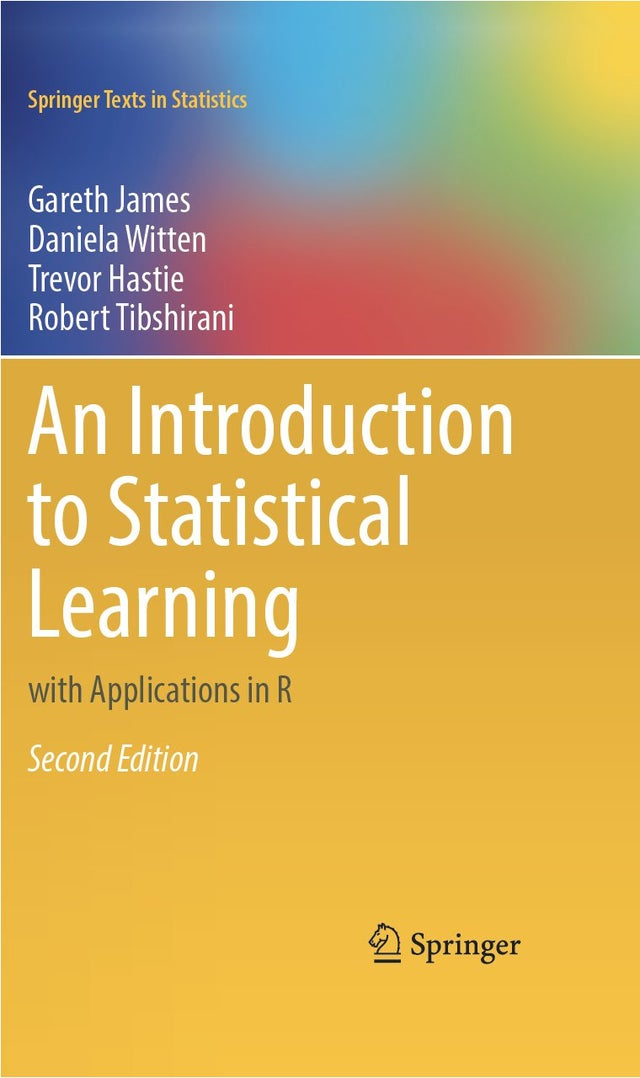 Springer Texts in Statistics
Gareth James
Daniela Witten
Trevor Hastie
Robert Tibshirani
An Introduction
to Statistical
Learning
with Applications in R
Second Edition
Springer